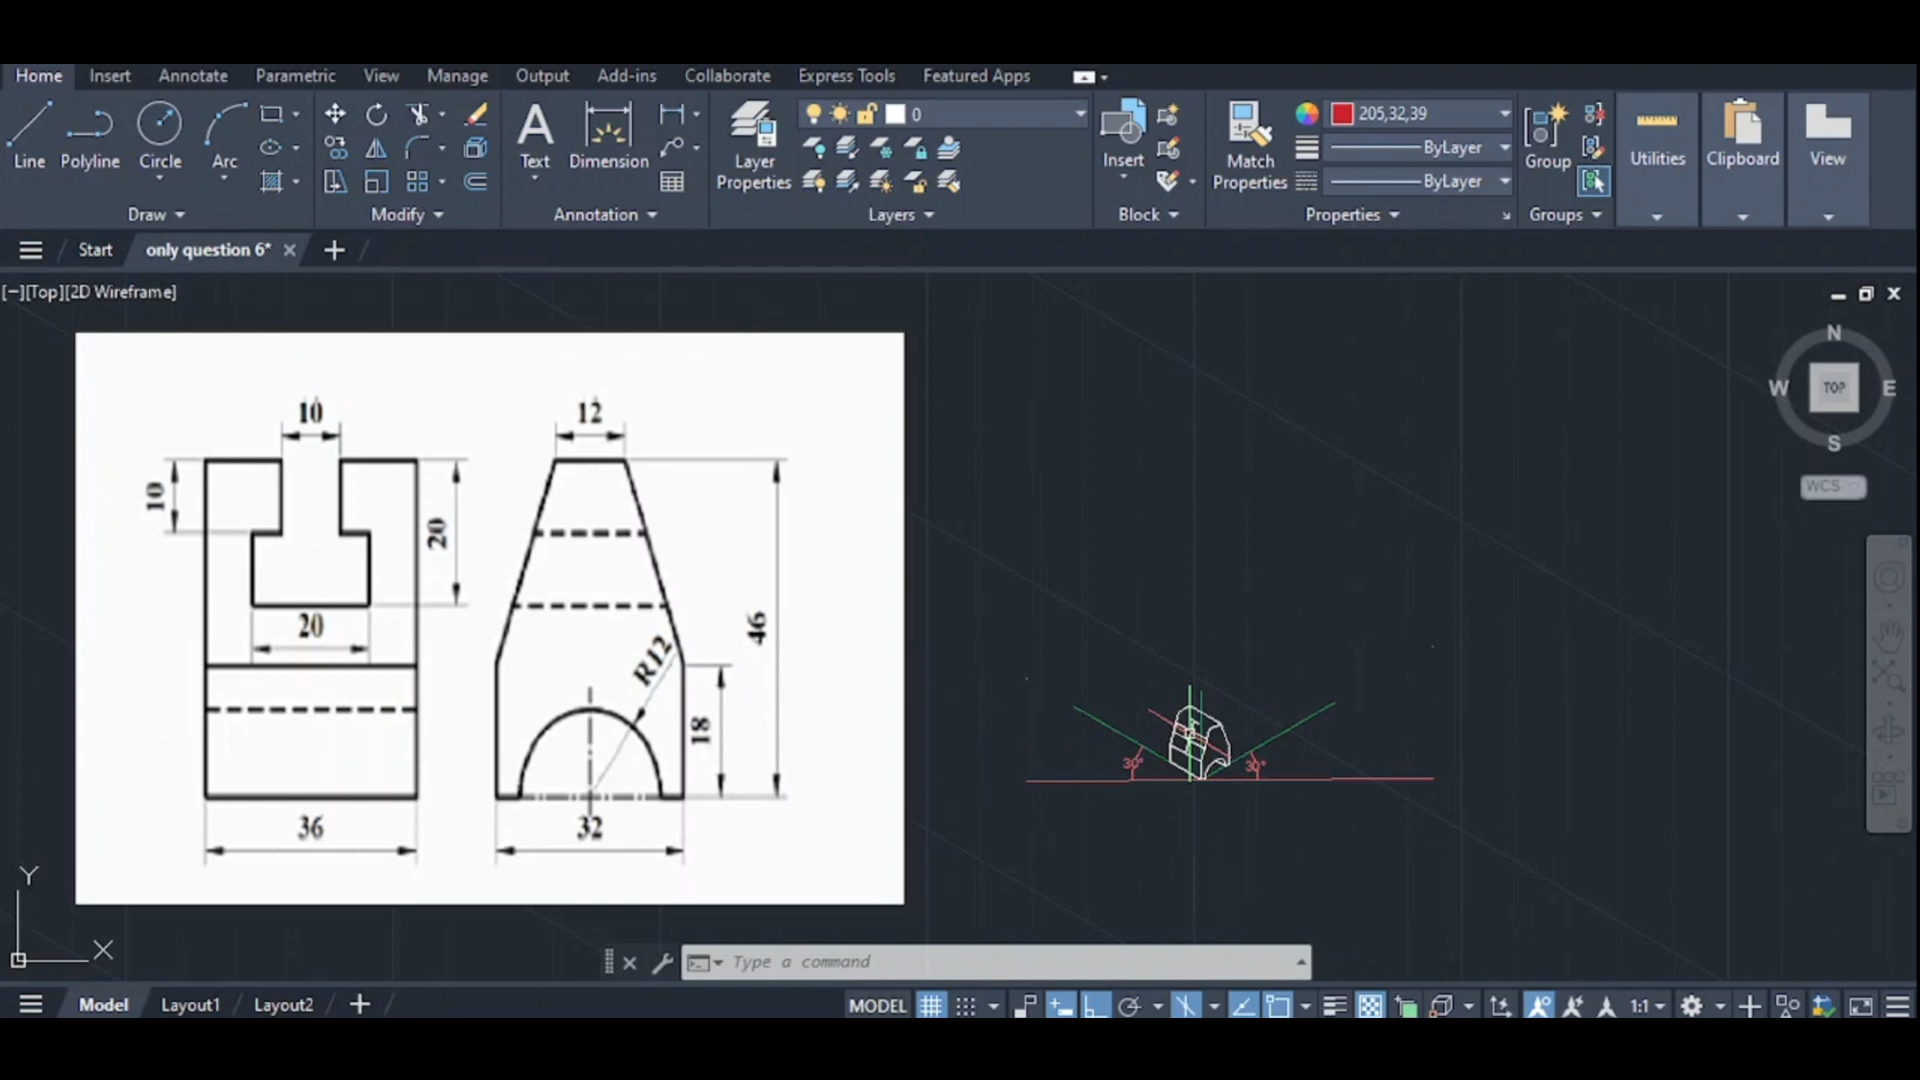 Home Insert Annotate Parametric View Manage Output Add-ins Collaborate Express Tools Featured Apps
0
205,32,39
ByLayer
ByLayer
Line Polyline Circle Arc
Text Dimension
Layer Properties
Insert
Match Properties
Group
Utilities Clipboard View
Draw Modify Annotation Layers Block Properties Groups
Start only question 6*
[−][Top][2D Wireframe]
N
W TOP E
S
WCS
10
12
10
20
20
46
R12
18
36
32
30°
30°
Y
X
Type a command
Model Layout1 Layout2
MODEL
1:1